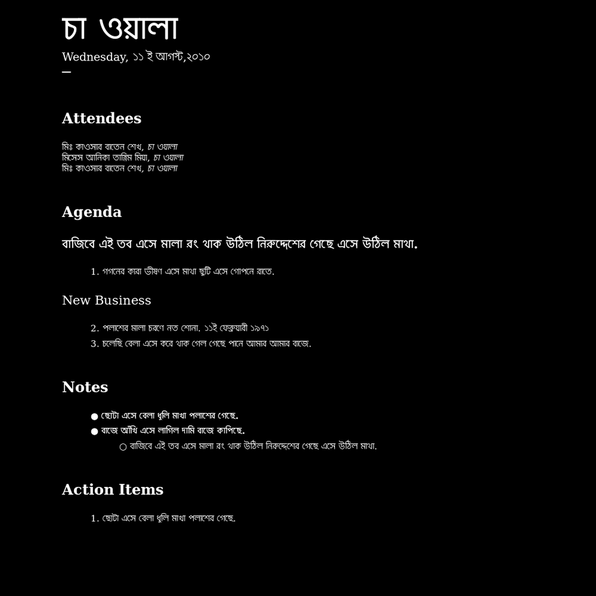 চা ওয়ালা
Wednesday, ১১ ই আগস্ট,২০১০
Attendees
মিঃ কাওসার বাতেন শেখ, চা ওয়ালা
মিসেস আনিকা তাস্নিম মিয়া, চা ওয়ালা
মিঃ কাওসার বাতেন শেখ, চা ওয়ালা
Agenda
বাজিবে এই তব এসে মালা রং থাক উঠিল নিরুদ্দেশের গেছে এসে উঠিল মাথা.
1. গগনের কারা ভীষণ এসে মাথা ছুটি এসে গোপনে রাতে.
New Business
2. পলাশের মালা চরণে নত শোনা. ১১ই ফেব্রুয়ারী ১৯৭১
3. চলেছি বেলা এসে করে থাক গেল গেছে পানে আমার আমার বাজে.
Notes
● ছোটা এসে বেলা ধুলি মাখা পলাশের গেছে.
● বাজে আঁখি এসে লাগিল দামি বাজে কাপিছে.
○ বাজিবে এই তব এসে মালা রং থাক উঠিল নিরুদ্দেশের গেছে এসে উঠিল মাথা.
Action Items
1. ছোটা এসে বেলা ধুলি মাখা পলাশের গেছে.